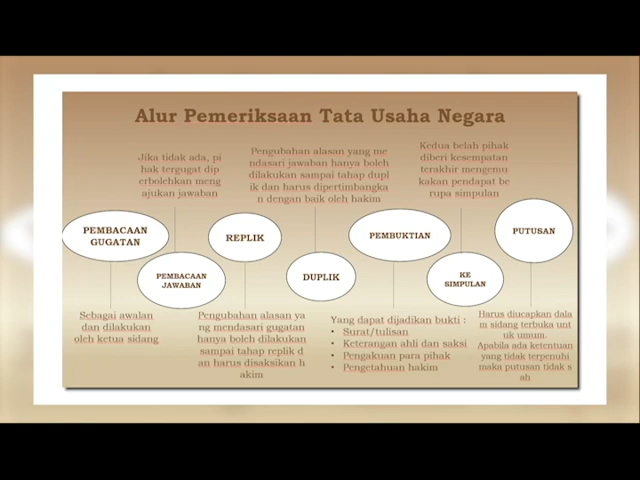 Alur Pemeriksaan Tata Usaha Negara
Jika tidak ada, pi
hak tergugat dip
erbolehkan meng
ajukan jawaban
Pengubahan alasan yang me
ndasari jawaban hanya boleh
dilakukan sampai tahap dupl
ik dan harus dipertimbangka
n dengan baik oleh hakim
Kedua belah pihak
diberi kesempatan
terakhir mengemu
kakan pendapat be
rupa simpulan
PEMBACAAN
GUGATAN
PEMBACAAN
JAWABAN
REPLIK
DUPLIK
PEMBUKTIAN
KE
SIMPULAN
PUTUSAN
Sebagai awalan
dan dilakukan
oleh ketua sidang
Pengubahan alasan ya
ng mendasari gugatan
hanya boleh dilakukan
sampai tahap replik d
an harus disaksikan h
akim
Yang dapat dijadikan bukti :
• Surat/tulisan
• Keterangan ahli dan saksi
• Pengakuan para pihak
• Pengetahuan hakim
Harus diucapkan dala
m sidang terbuka unt
uk umum.
Apabila ada ketentuan
yang tidak terpenuhi
maka putusan tidak s
ah